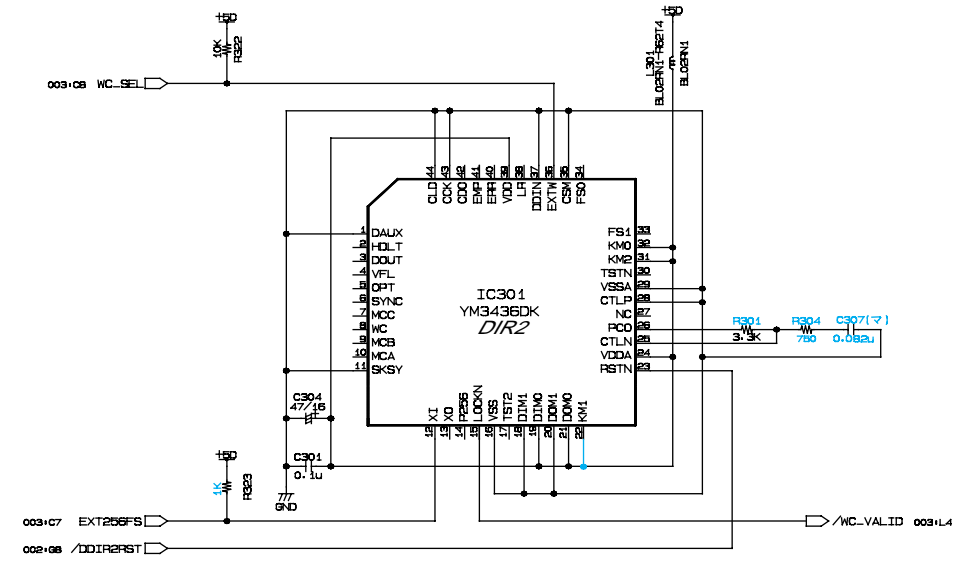 +5D
10K
R322
003:C8 WC_SEL
+5D
L301
BL02RN1-R62T4
BL02RN1
44 43 42 41 40 39 38 37 36 35 34
CLD CCK CDO EMP ERR VDD LR DDIN EXTW CSM FS0
1 DAUX
2 HDLT
3 DOUT
4 VFL
5 OPT
6 SYNC
7 MCC
8 WC
9 MCB
10 MCA
11 SKSY
IC301
YM3436DK
DIR2
FS1 33
KM0 32
KM2 31
TSTN 30
VSSA 29
CTLP 28
NC 27
PCO 26
CTLN 25
VDDA 24
RSTN 23
R301
3.3K
R304
750
C307(マ)
0.082u
XI XO P256 LOCKN VSS TST2 DIM1 DIM0 DOM1 DOM0 KM1
12 13 14 15 16 17 18 19 20 21 22
C304
47/16
+
C301
0.1u
+5D
1K
R323
GND
003:C7 EXT256FS
002:G8 /DDIR2RST
/WC_VALID 003:L4